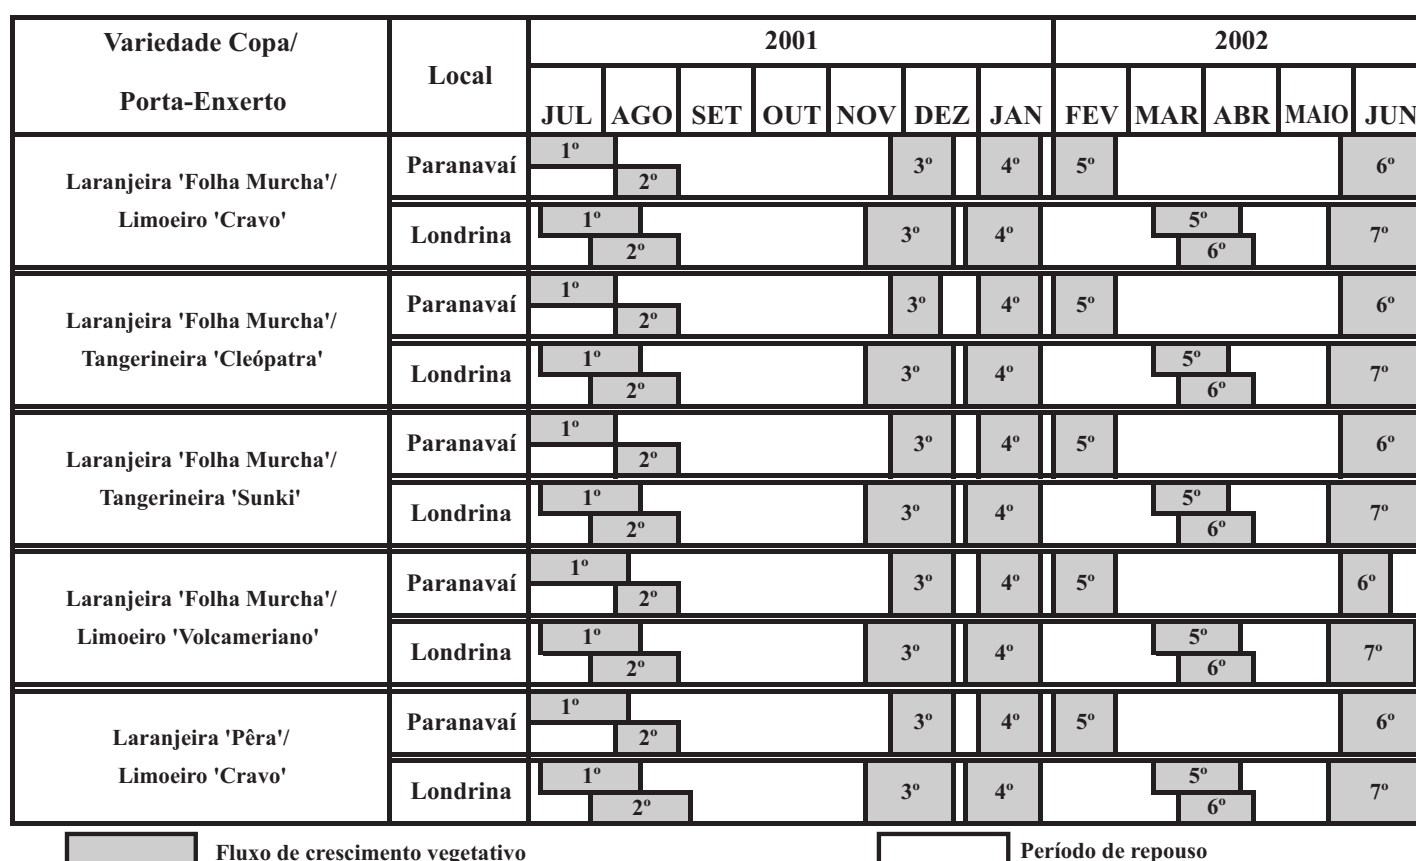 Variedade Copa/
Porta-Enxerto
Local
2001
2002
JUL AGO SET OUT NOV DEZ JAN FEV MAR ABR MAIO JUN
Laranjeira 'Folha Murcha'/
Limoeiro 'Cravo'
Paranavaí
1º 3º 4º 5º 6º
2º
Londrina
1º 3º 4º 5º 7º
2º 6º
Laranjeira 'Folha Murcha'/
Tangerineira 'Cleópatra'
Paranavaí
1º 3º 4º 5º 6º
2º
Londrina
1º 3º 4º 5º 7º
2º 6º
Laranjeira 'Folha Murcha'/
Tangerineira 'Sunki'
Paranavaí
1º 3º 4º 5º 6º
2º
Londrina
1º 3º 4º 5º 7º
2º 6º
Laranjeira 'Folha Murcha'/
Limoeiro 'Volcameriano'
Paranavaí
1º 3º 4º 5º 6º
2º
Londrina
1º 3º 4º 5º 7º
2º 6º
Laranjeira 'Pêra'/
Limoeiro 'Cravo'
Paranavaí
1º 3º 4º 5º 6º
2º
Londrina
1º 3º 4º 5º 7º
2º 6º
Fluxo de crescimento vegetativo
Período de repouso